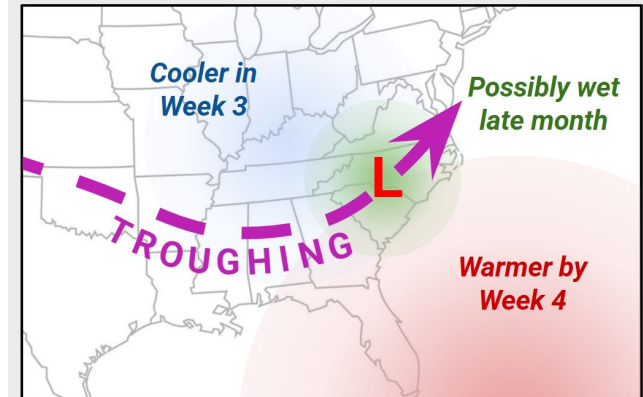 Cooler in
Week 3
Possibly wet
late month
L
TROUGHING
Warmer by
Week 4